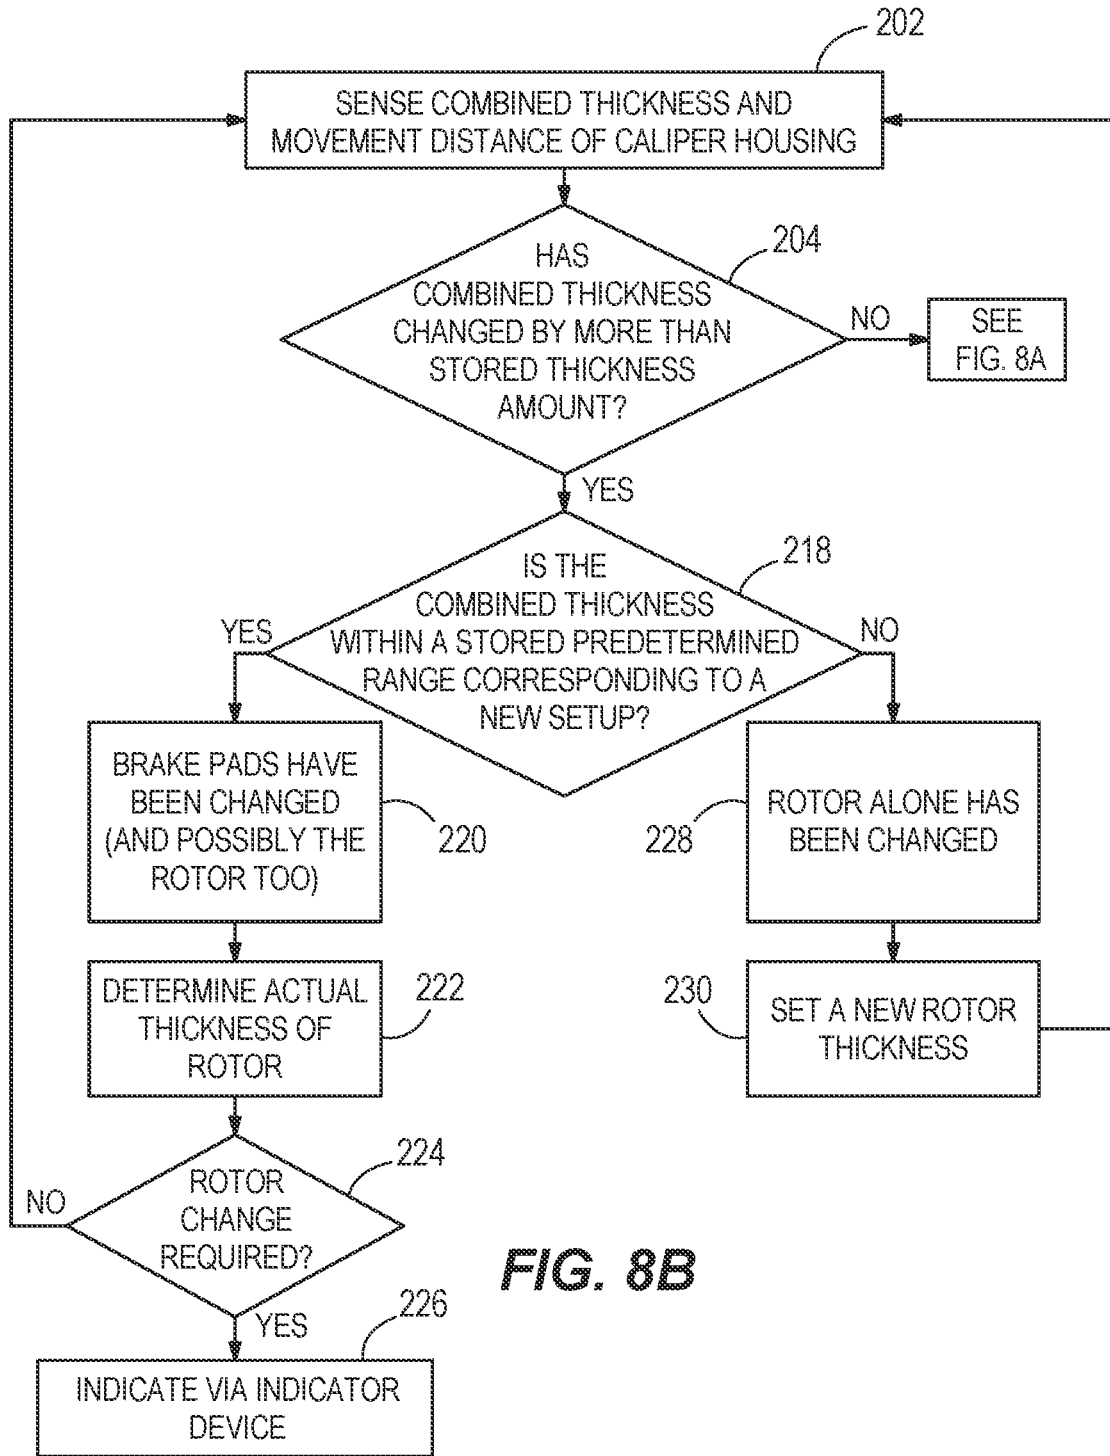 202
SENSE COMBINED THICKNESS AND
MOVEMENT DISTANCE OF CALIPER HOUSING
204
HAS
COMBINED THICKNESS
CHANGED BY MORE THAN
STORED THICKNESS
AMOUNT?
NO
SEE
FIG. 8A
YES
218
IS THE
COMBINED THICKNESS
WITHIN A STORED PREDETERMINED
RANGE CORRESPONDING TO A
NEW SETUP?
YES
NO
BRAKE PADS HAVE
BEEN CHANGED
(AND POSSIBLY THE
ROTOR TOO)
220
228
ROTOR ALONE HAS
BEEN CHANGED
DETERMINE ACTUAL
THICKNESS OF
ROTOR
222
230
SET A NEW ROTOR
THICKNESS
224
ROTOR
CHANGE
REQUIRED?
NO
YES
FIG. 8B
226
INDICATE VIA INDICATOR
DEVICE